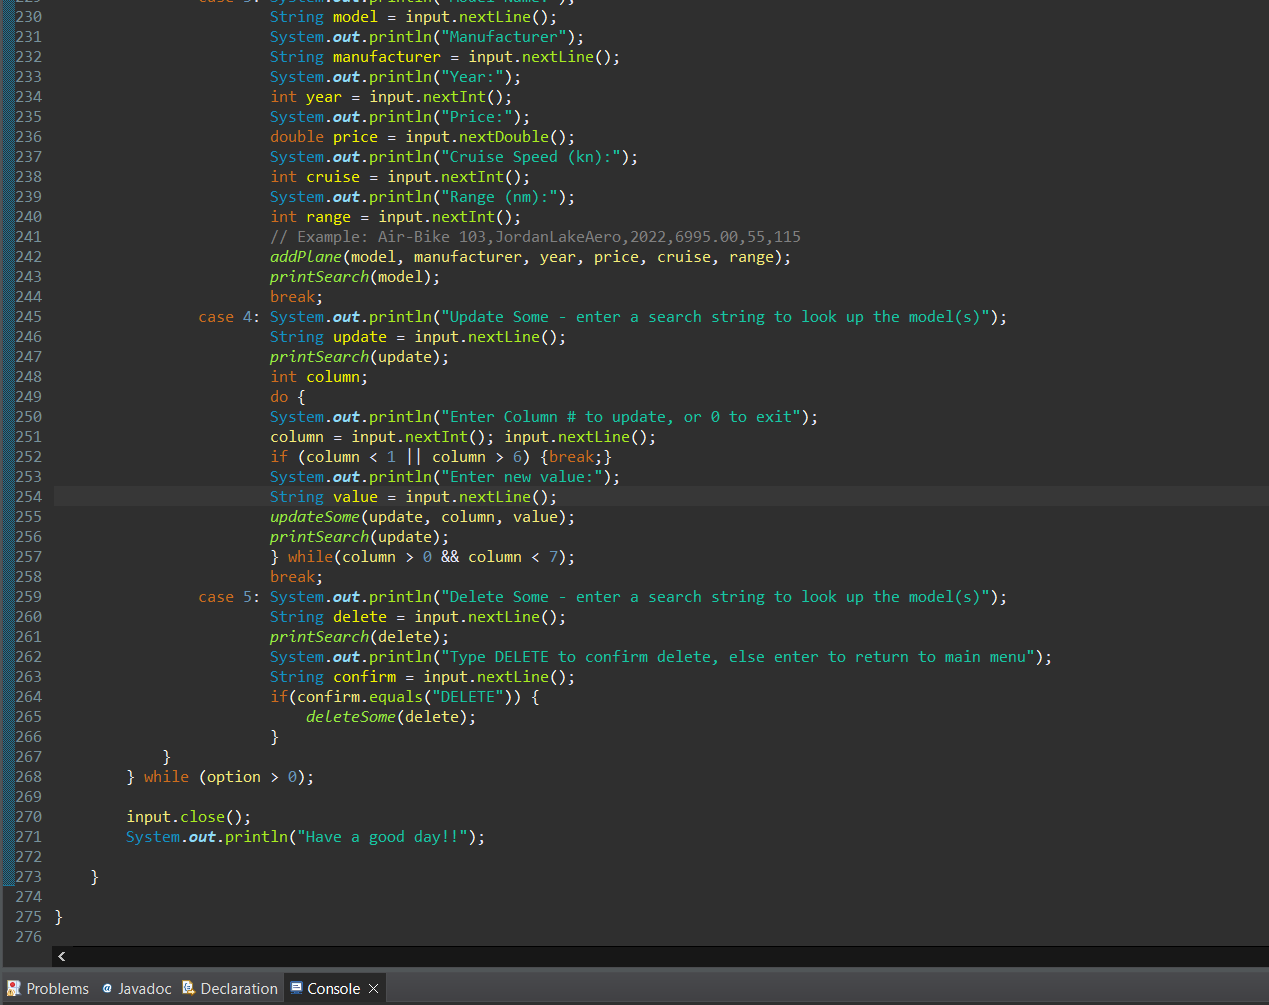 229 case 3: System.out.println("Model Name:");
230 String model = input.nextLine();
231 System.out.println("Manufacturer");
232 String manufacturer = input.nextLine();
233 System.out.println("Year:");
234 int year = input.nextInt();
235 System.out.println("Price:");
236 double price = input.nextDouble();
237 System.out.println("Cruise Speed (kn):");
238 int cruise = input.nextInt();
239 System.out.println("Range (nm):");
240 int range = input.nextInt();
241 // Example: Air-Bike 103,JordanLakeAero,2022,6995.00,55,115
242 addPlane(model, manufacturer, year, price, cruise, range);
243 printSearch(model);
244 break;
245 case 4: System.out.println("Update Some - enter a search string to look up the model(s)");
246 String update = input.nextLine();
247 printSearch(update);
248 int column;
249 do {
250 System.out.println("Enter Column # to update, or 0 to exit");
251 column = input.nextInt(); input.nextLine();
252 if (column < 1 || column > 6) {break;}
253 System.out.println("Enter new value:");
254 String value = input.nextLine();
255 updateSome(update, column, value);
256 printSearch(update);
257 } while(column > 0 && column < 7);
258 break;
259 case 5: System.out.println("Delete Some - enter a search string to look up the model(s)");
260 String delete = input.nextLine();
261 printSearch(delete);
262 System.out.println("Type DELETE to confirm delete, else enter to return to main menu");
263 String confirm = input.nextLine();
264 if(confirm.equals("DELETE")) {
265 deleteSome(delete);
266 }
267 }
268 } while (option > 0);
269
270 input.close();
271 System.out.println("Have a good day!!");
272
273 }
274
275 }
276
Problems Javadoc Declaration Console